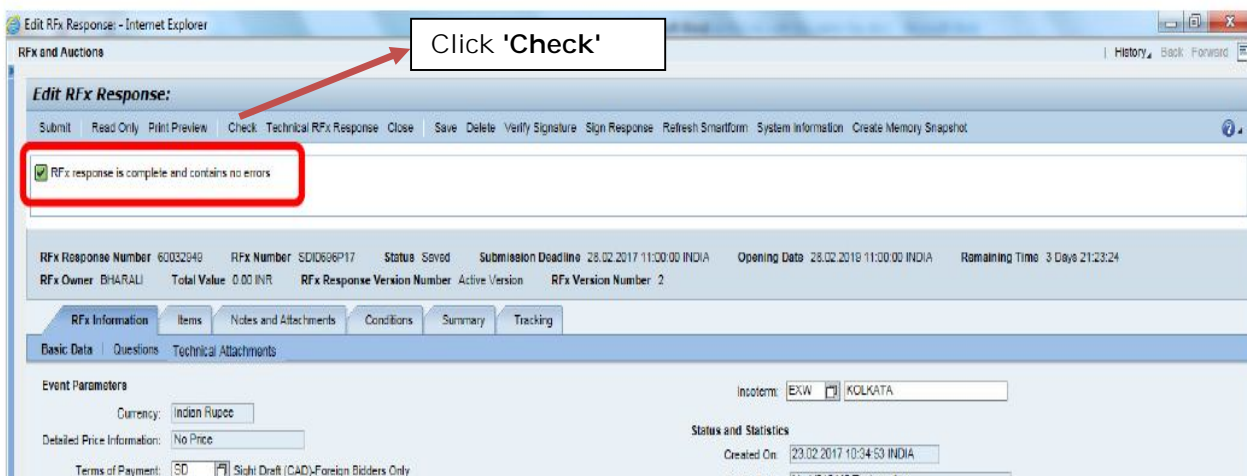 Edit RFx Response: - Internet Explorer
RFx and Auctions
Click 'Check'
History Back Forward
Edit RFx Response:
Submit Read Only Print Preview Check Technical RFx Response Close Save Delete Verify Signature Sign Response Refresh Smartform System Information Create Memory Snapshot
RFx response is complete and contains no errors
RFx Response Number 60032949 RFx Number SDI0696P17 Status Saved Submission Deadline 28.02.2017 11:00:00 INDIA Opening Date 28.02.2019 11:00:00 INDIA Remaining Time 3 Days 21:23:24
RFx Owner BHARALI Total Value 0.00 INR RFx Response Version Number Active Version RFx Version Number 2
RFx Information Items Notes and Attachments Conditions Summary Tracking
Basic Data Questions Technical Attachments
Event Parameters
Incoterm: EXW KOLKATA
Currency: Indian Rupee
Status and Statistics
Detailed Price Information: No Price
Created On: 23.02.2017 10:34:53 INDIA
Terms of Payment: SD Sight Draft (CAD)-Foreign Bidders Only